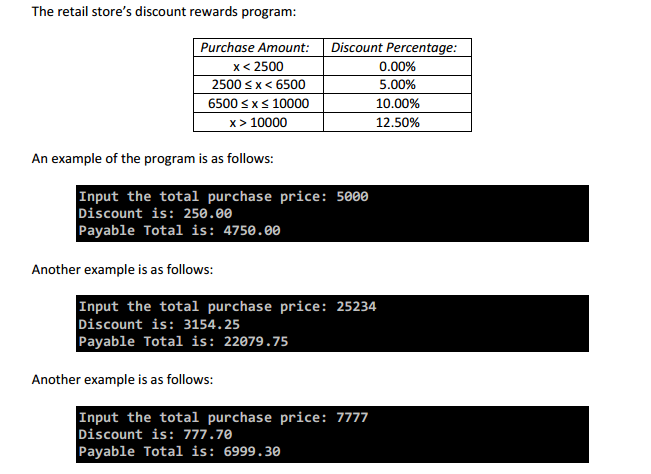 The retail store’s discount rewards program:
Purchase Amount: Discount Percentage:
x < 2500 0.00%
2500 ≤ x < 6500 5.00%
6500 ≤ x ≤ 10000 10.00%
x > 10000 12.50%
An example of the program is as follows:
Input the total purchase price: 5000
Discount is: 250.00
Payable Total is: 4750.00
Another example is as follows:
Input the total purchase price: 25234
Discount is: 3154.25
Payable Total is: 22079.75
Another example is as follows:
Input the total purchase price: 7777
Discount is: 777.70
Payable Total is: 6999.30